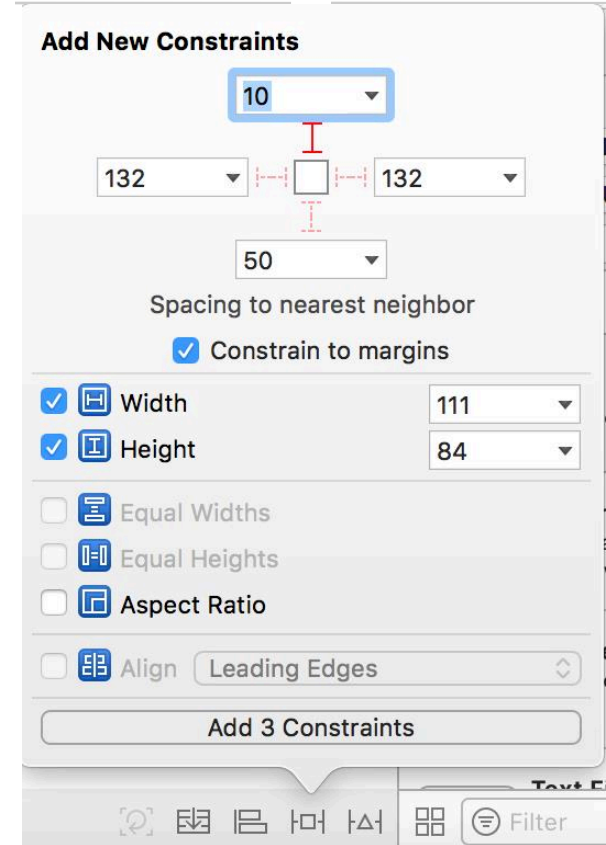 Add New Constraints
10
132 132
50
Spacing to nearest neighbor
Constrain to margins
Width 111
Height 84
Equal Widths
Equal Heights
Aspect Ratio
Align Leading Edges
Add 3 Constraints
Filter